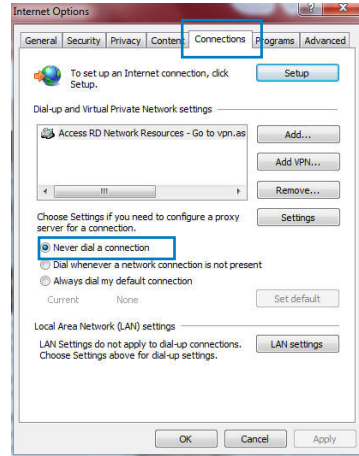 Internet Options
General Security Privacy Content Connections Programs Advanced
To set up an Internet connection, click
Setup.
Setup
Dial-up and Virtual Private Network settings
Access RD Network Resources - Go to vpn.as
Add...
Add VPN...
Remove...
Choose Settings if you need to configure a proxy
server for a connection.
Settings
Never dial a connection
Dial whenever a network connection is not present
Always dial my default connection
Current None
Set default
Local Area Network (LAN) settings
LAN Settings do not apply to dial-up connections.
Choose Settings above for dial-up settings.
LAN settings
OK Cancel Apply